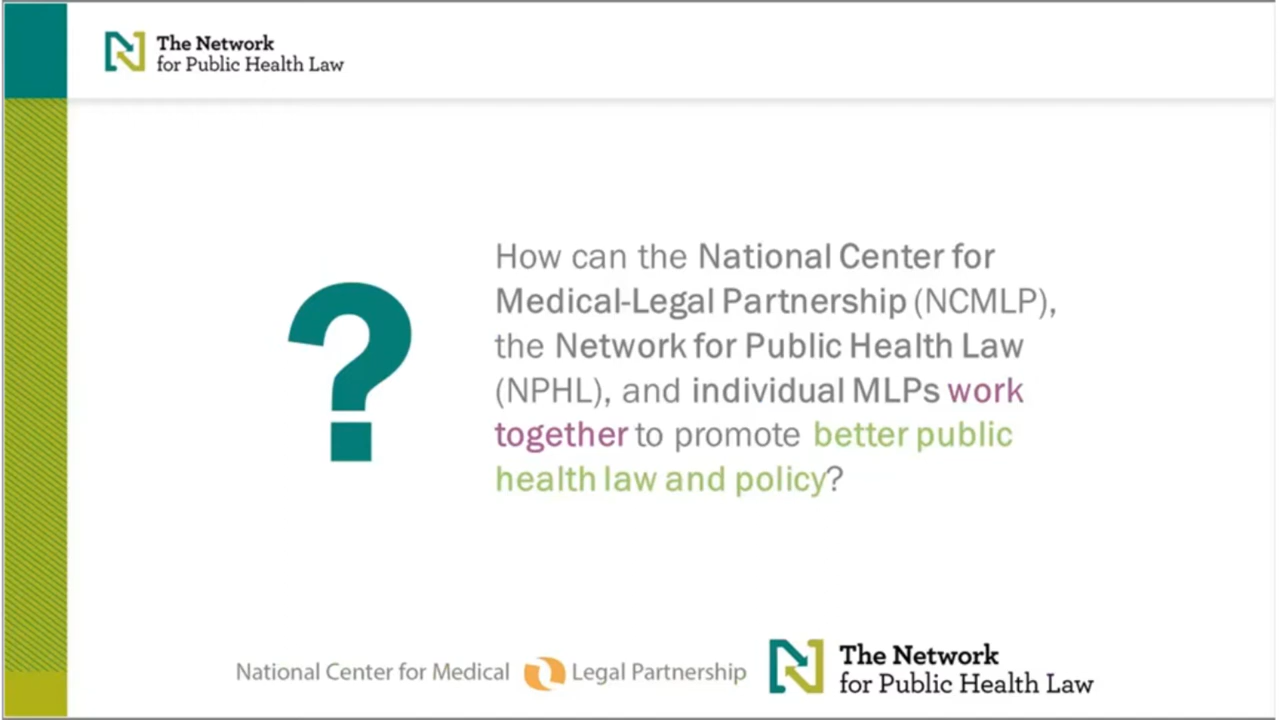 The Network
for Public Health Law
?
How can the National Center for
Medical-Legal Partnership (NCMLP),
the Network for Public Health Law
(NPHL), and individual MLPs work
together to promote better public
health law and policy?
National Center for Medical Legal Partnership
The Network
for Public Health Law